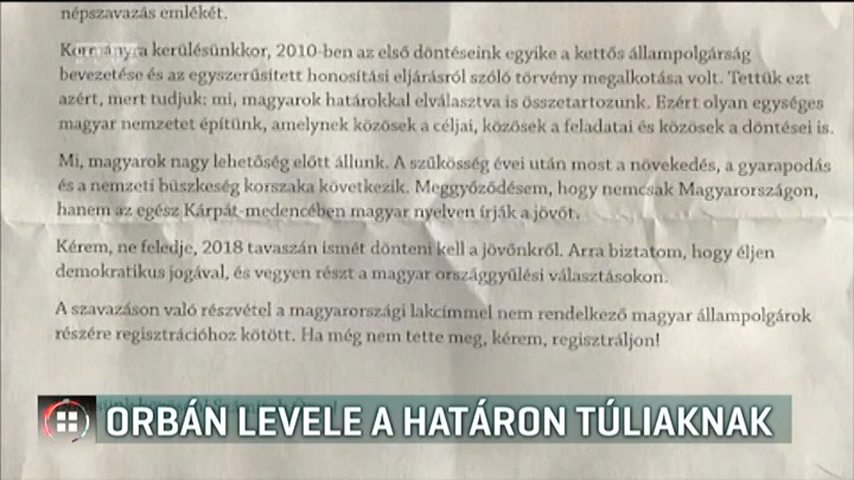 népszavazás emlékét.
Kormányra kerülésünkkor, 2010-ben az első döntéseink egyike a kettős állampolgárság
bevezetése és az egyszerűsített honosítási eljárásról szóló törvény megalkotása volt. Tettük ezt
azért, mert tudjuk: mi, magyarok határokkal elválasztva is összetartozunk. Ezért olyan egységes
magyar nemzetet építünk, amelynek közösek a céljai, közösek a feladatai és közösek a döntései is.
Mi, magyarok nagy lehetőség előtt állunk. A szűkösség évei után most a növekedés, a gyarapodás
és a nemzeti büszkeség korszaka következik. Meggyőződésem, hogy nemcsak Magyarországon,
hanem az egész Kárpát-medencében magyar nyelven írják a jövőt.
Kérem, ne feledje, 2018 tavaszán ismét dönteni kell a jövőnkről. Arra biztatom, hogy éljen
demokratikus jogával, és vegyen részt a magyar országgyűlési választásokon.
A szavazáson való részvétel a magyarországi lakcímmel nem rendelkező magyar állampolgárok
részére regisztrációhoz kötött. Ha még nem tette meg, kérem, regisztráljon!
ORBÁN LEVELE A HATÁRON TÚLIAKNAK